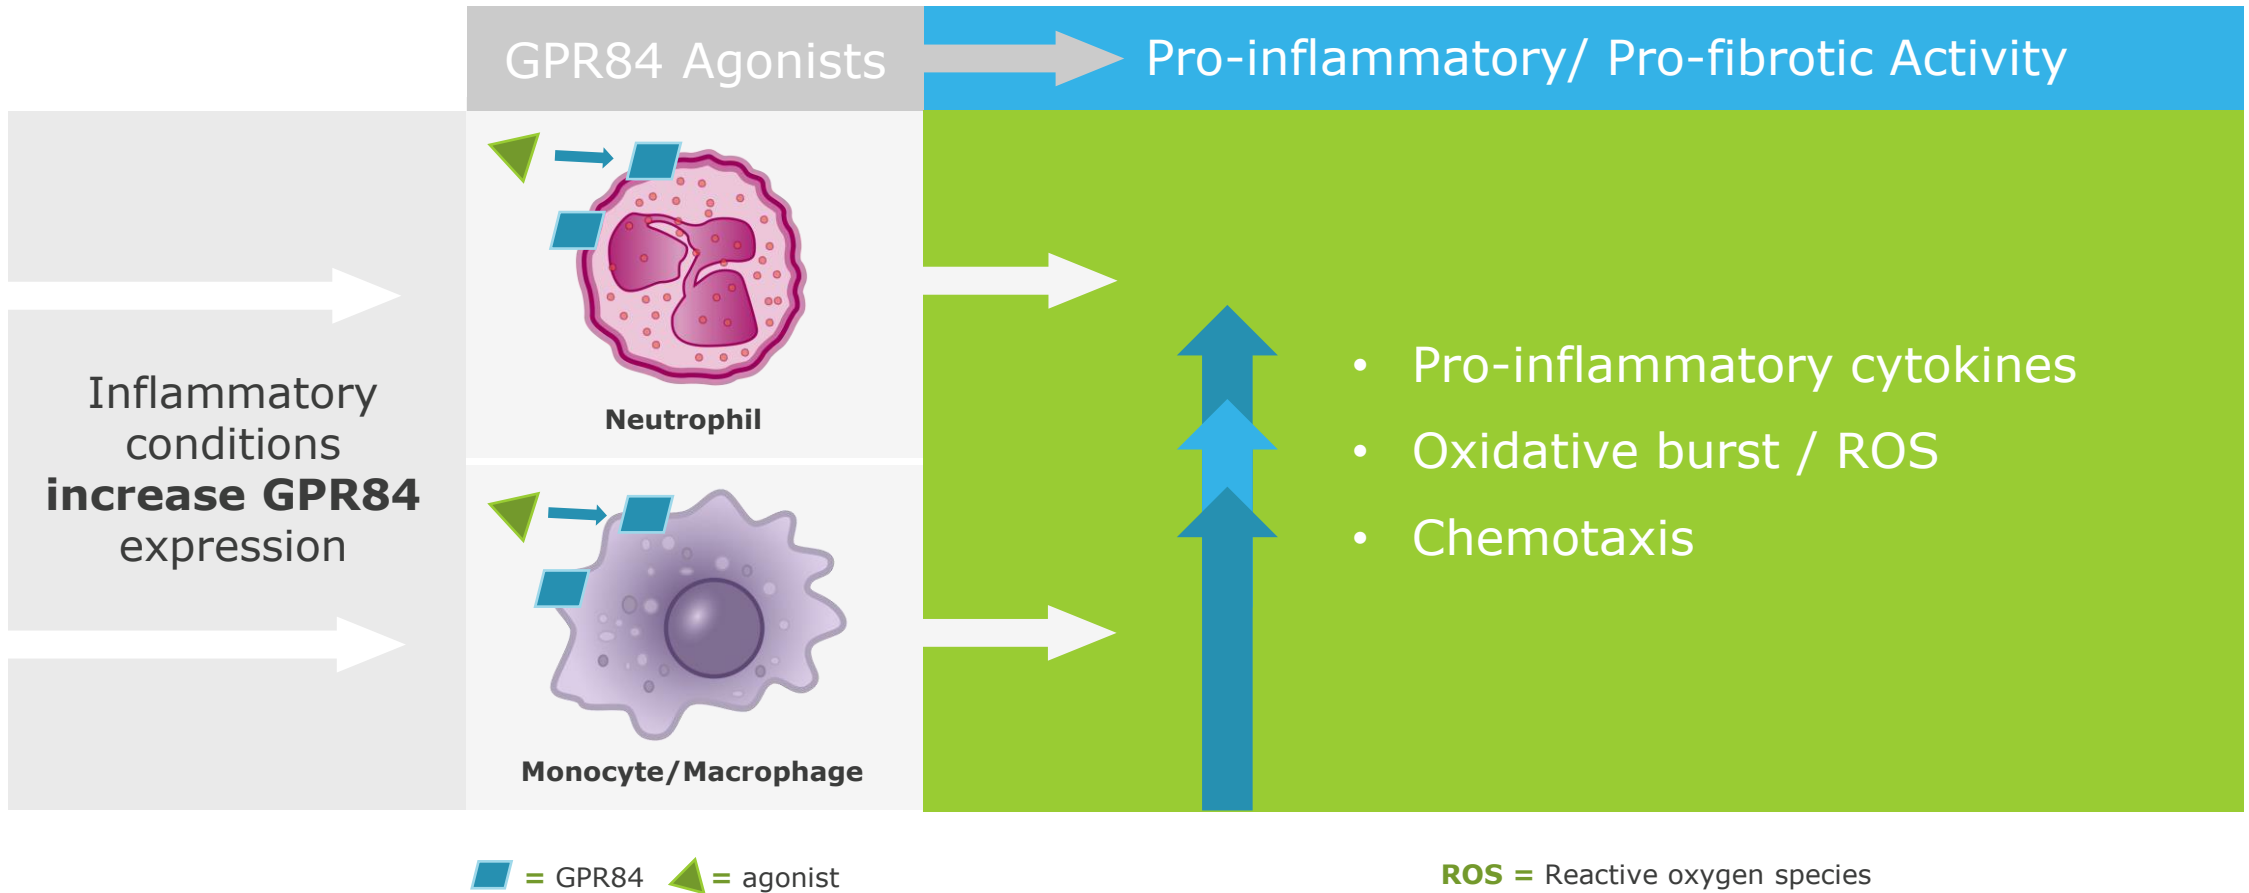 GPR84 Agonists
Pro-inflammatory/ Pro-fibrotic Activity
Inflammatory
conditions
increase GPR84
expression
Neutrophil
Monocyte/Macrophage
• Pro-inflammatory cytokines
• Oxidative burst / ROS
• Chemotaxis
= GPR84
= agonist
ROS = Reactive oxygen species